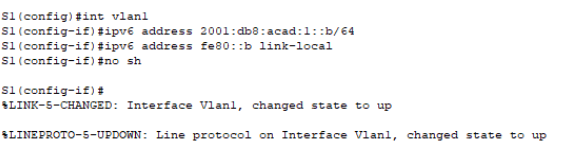 S1(config)#int vlan1
S1(config-if)#ipv6 address 2001:db8:acad:1::b/64
S1(config-if)#ipv6 address fe80::b link-local
S1(config-if)#no sh
S1(config-if)#
%LINK-5-CHANGED: Interface Vlan1, changed state to up
%LINEPROTO-5-UPDOWN: Line protocol on Interface Vlan1, changed state to up